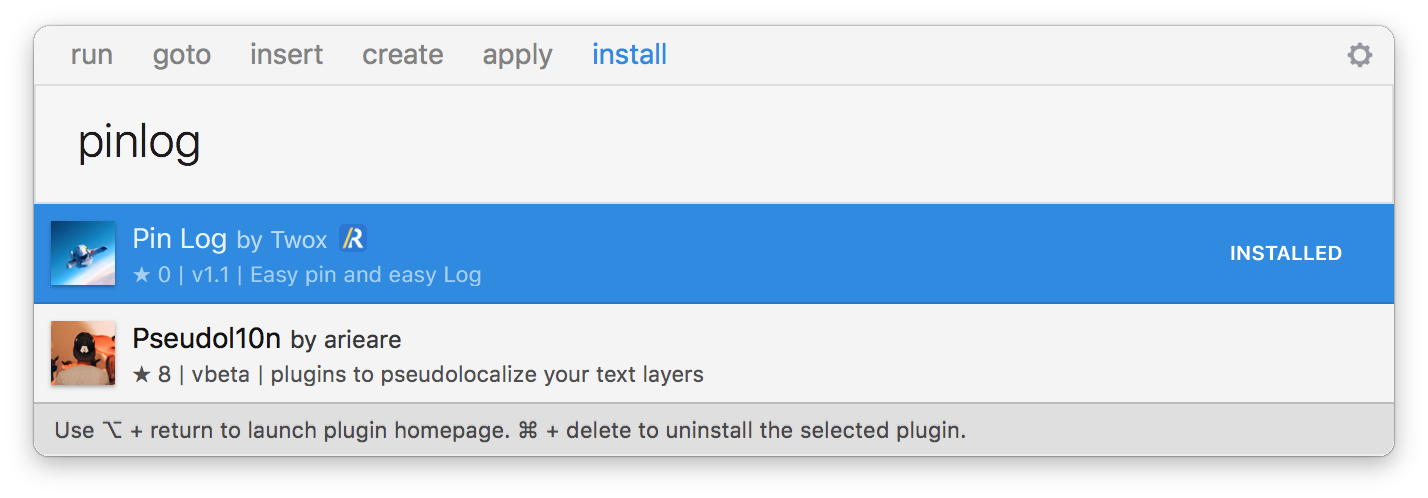 run goto insert create apply install
pinlog
Pin Log by Twox
★ 0 | v1.1 | Easy pin and easy Log
INSTALLED
Pseudol10n by arieare
★ 8 | vbeta | plugins to pseudolocalize your text layers
Use ⌥ + return to launch plugin homepage. ⌘ + delete to uninstall the selected plugin.